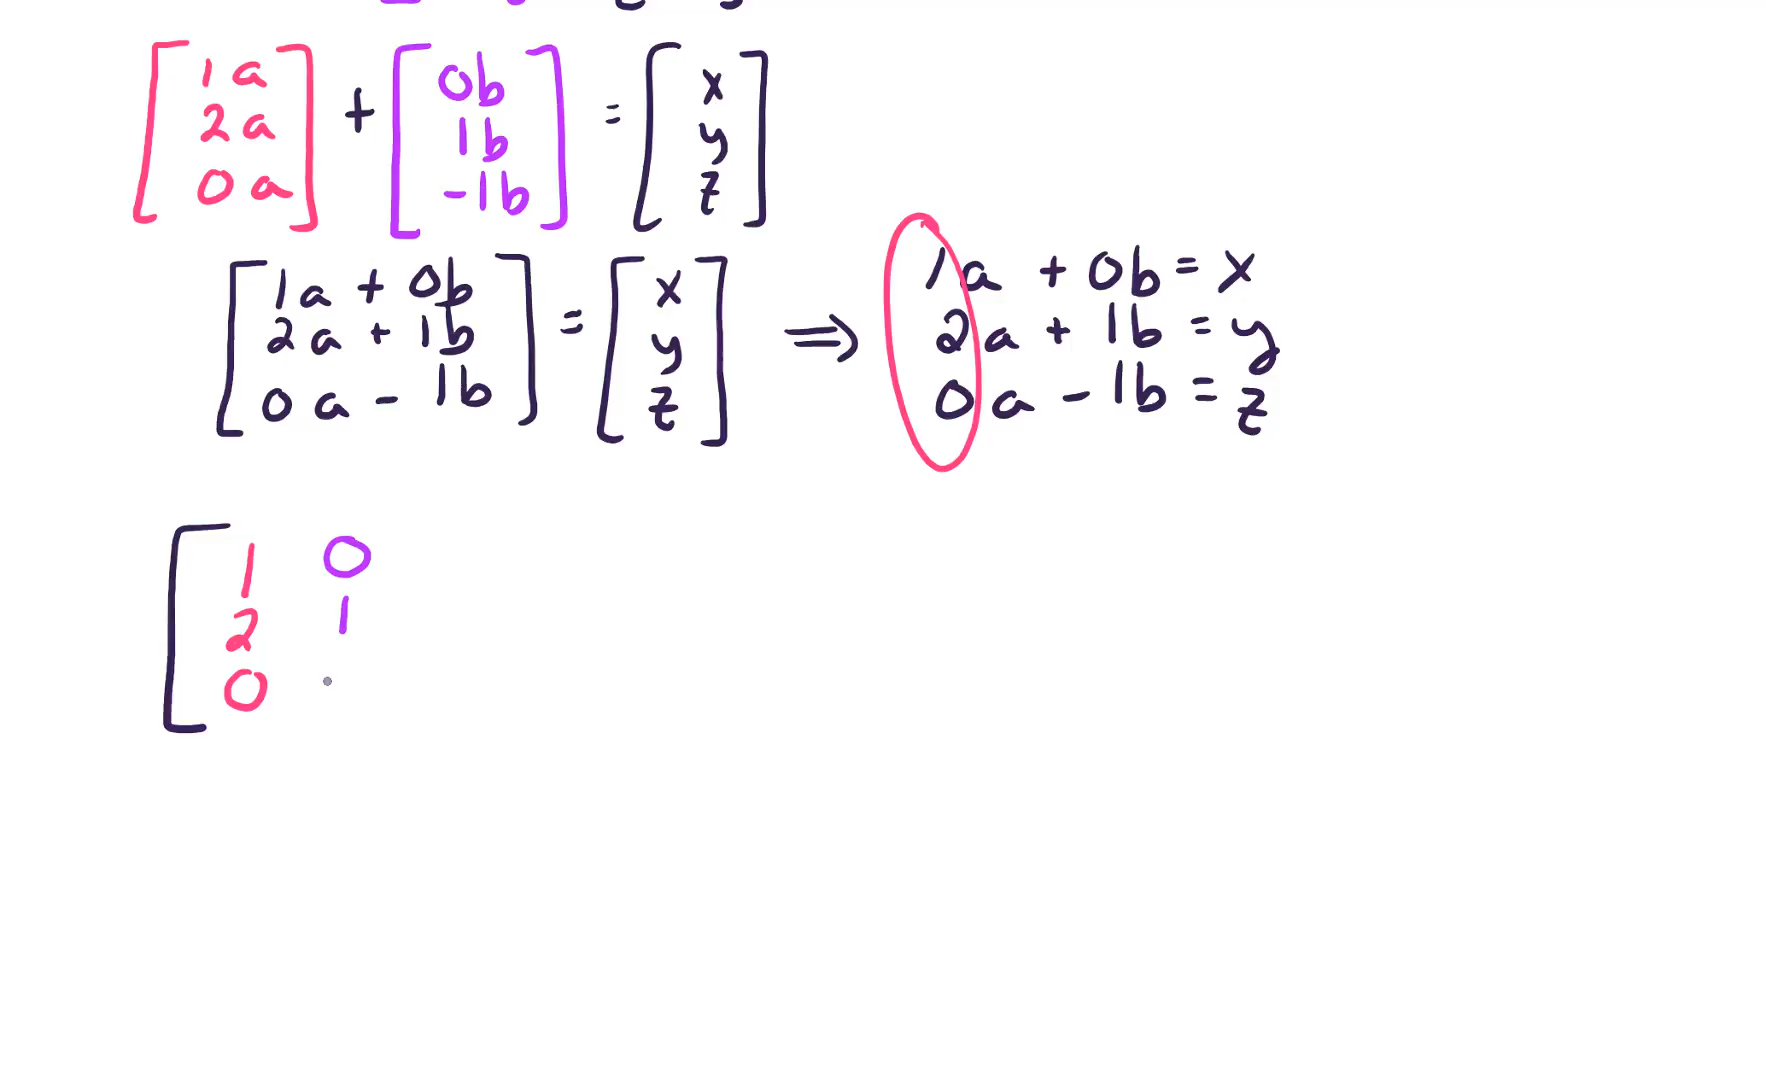 [1a 2a 0a] + [0b 1b -1b] = [x y z]
[1a + 0b 2a + 1b 0a - 1b] = [x y z] ⇒
1a + 0b = x
2a + 1b = y
0a - 1b = z
[1 0
2 1
0